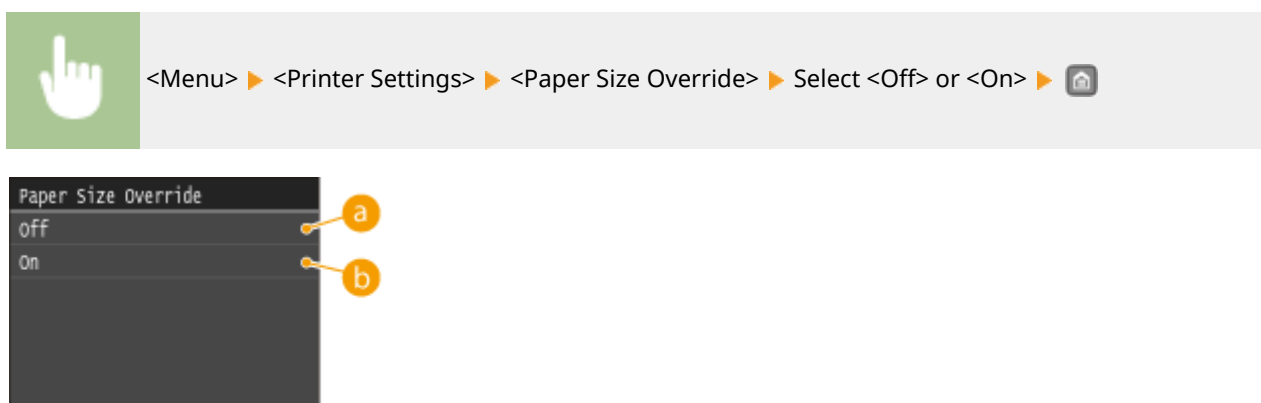 <Menu> ▶ <Printer Settings> ▶ <Paper Size Override> ▶ Select <Off> or <On> ▶
Paper Size Override
Off
a
On
b